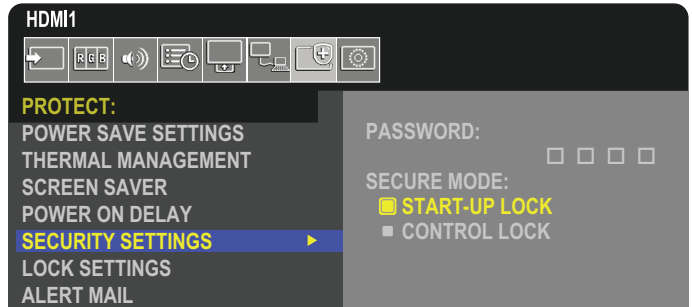 HDMI1
RGB
PROTECT:
POWER SAVE SETTINGS
THERMAL MANAGEMENT
SCREEN SAVER
POWER ON DELAY
SECURITY SETTINGS
LOCK SETTINGS
ALERT MAIL
PASSWORD:
SECURE MODE:
START-UP LOCK
CONTROL LOCK